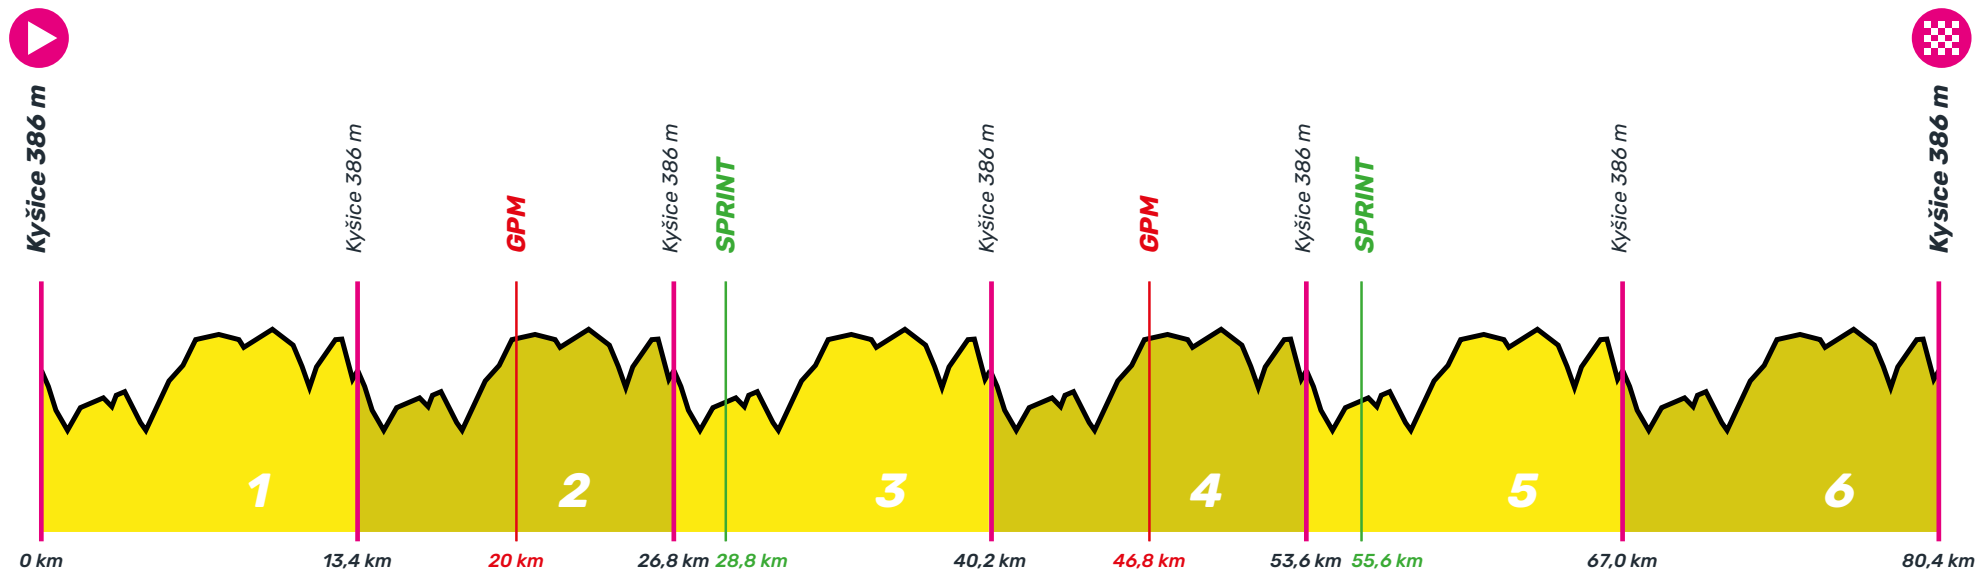 Kyšice 386 m
Kyšice 386 m
GPM
Kyšice 386 m
SPRINT
Kyšice 386 m
GPM
Kyšice 386 m
SPRINT
Kyšice 386 m
Kyšice 386 m
1
2
3
4
5
6
0 km
13,4 km
20 km
26,8 km
28,8 km
40,2 km
46,8 km
53,6 km
55,6 km
67,0 km
80,4 km